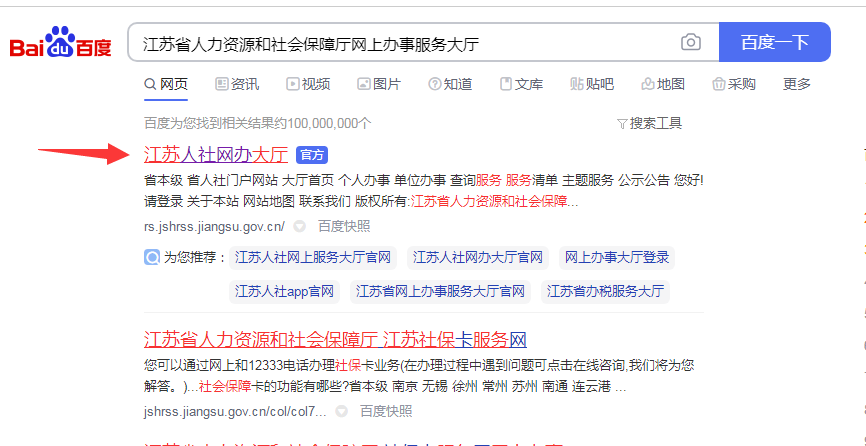 Bai du 百度 江苏省人力资源和社会保障厅网上办事服务大厅 百度一下
网页 资讯 视频 图片 知道 文库 贴吧 地图 采购 更多
百度为您找到相关结果约100,000,000个 搜索工具
江苏人社网办大厅 官方
省本级 省人社门户网站 大厅首页 个人办事 单位办事 查询服务 服务清单 主题服务 公示公告 您好!
请登录 关于本站 网站地图 联系我们 版权所有:江苏省人力资源和社会保障...
rs.jshrss.jiangsu.gov.cn/ 百度快照
为您推荐： 江苏人社网上服务大厅官网 江苏人社网办大厅官网 网上办事大厅登录
江苏人社app官网 江苏省网上办事服务大厅官网 江苏省办税服务大厅
江苏省人力资源和社会保障厅 江苏社保卡服务网
您可以通过网上和12333电话办理社保卡业务(在办理过程中遇到问题可点击在线咨询,我们将为您
解答。)...社会保障卡的功能有哪些?省本级 南京 无锡 徐州 常州 苏州 南通 连云港 ...
jshrss.jiangsu.gov.cn/col/col7... 百度快照